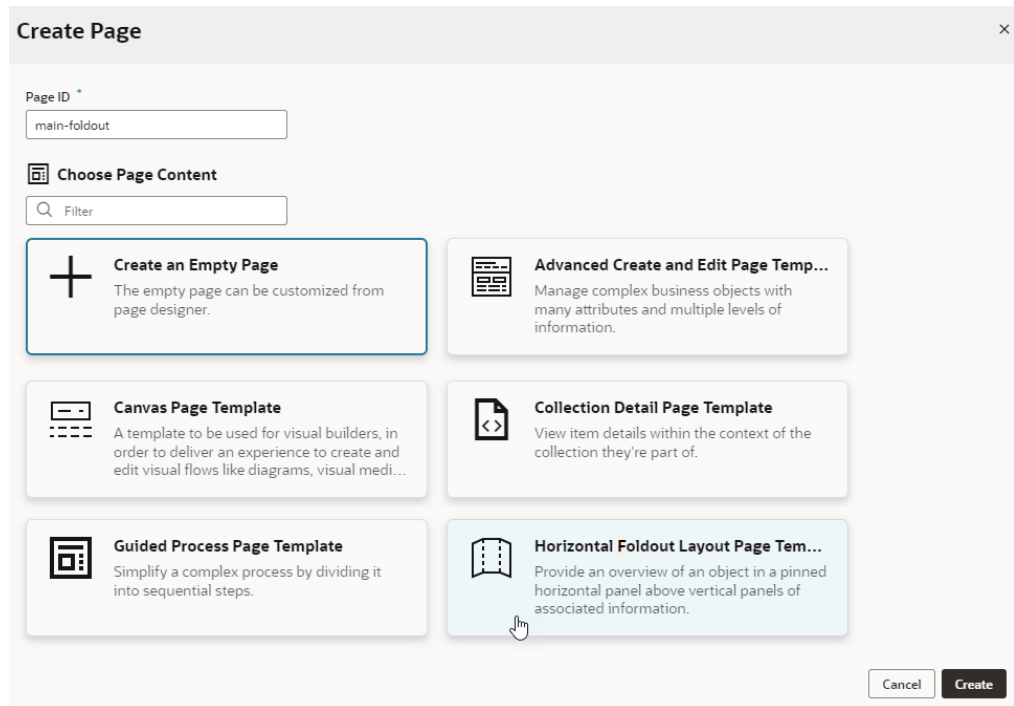 Create Page
×
Page ID *
main-foldout
Choose Page Content
Filter
Create an Empty Page
The empty page can be customized from
page designer.
Advanced Create and Edit Page Temp...
Manage complex business objects with
many attributes and multiple levels of
information.
Canvas Page Template
A template to be used for visual builders, in
order to deliver an experience to create and
edit visual flows like diagrams, visual medi...
Collection Detail Page Template
View item details within the context of the
collection they're part of.
Guided Process Page Template
Simplify a complex process by dividing it
into sequential steps.
Horizontal Foldout Layout Page Tem...
Provide an overview of an object in a pinned
horizontal panel above vertical panels of
associated information.
Cancel
Create